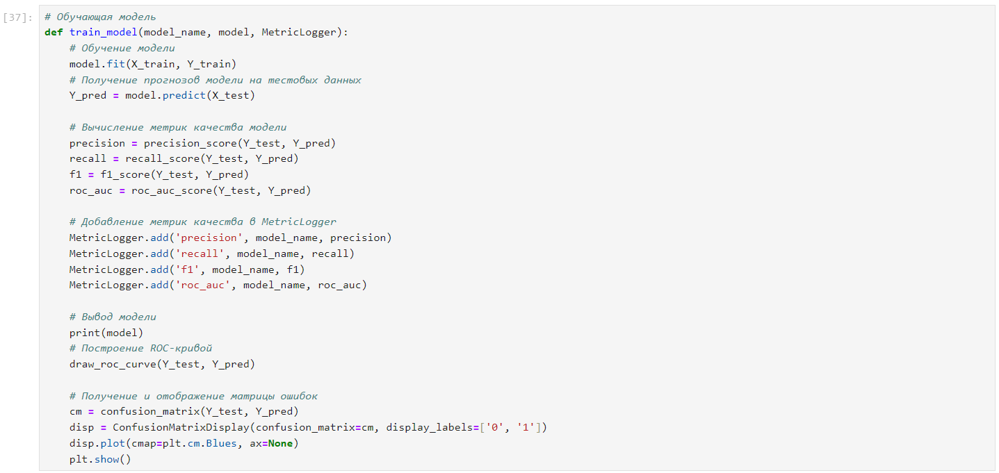 [37]:
# Обучающая модель
def train_model(model_name, model, MetricLogger):
    # Обучение модели
    model.fit(X_train, Y_train)
    # Получение прогнозов модели на тестовых данных
    Y_pred = model.predict(X_test)

    # Вычисление метрик качества модели
    precision = precision_score(Y_test, Y_pred)
    recall = recall_score(Y_test, Y_pred)
    f1 = f1_score(Y_test, Y_pred)
    roc_auc = roc_auc_score(Y_test, Y_pred)

    # Добавление метрик качества в MetricLogger
    MetricLogger.add('precision', model_name, precision)
    MetricLogger.add('recall', model_name, recall)
    MetricLogger.add('f1', model_name, f1)
    MetricLogger.add('roc_auc', model_name, roc_auc)

    # Вывод модели
    print(model)
    # Построение ROC-кривой
    draw_roc_curve(Y_test, Y_pred)

    # Получение и отображение матрицы ошибок
    cm = confusion_matrix(Y_test, Y_pred)
    disp = ConfusionMatrixDisplay(confusion_matrix=cm, display_labels=['0', '1'])
    disp.plot(cmap=plt.cm.Blues, ax=None)
    plt.show()